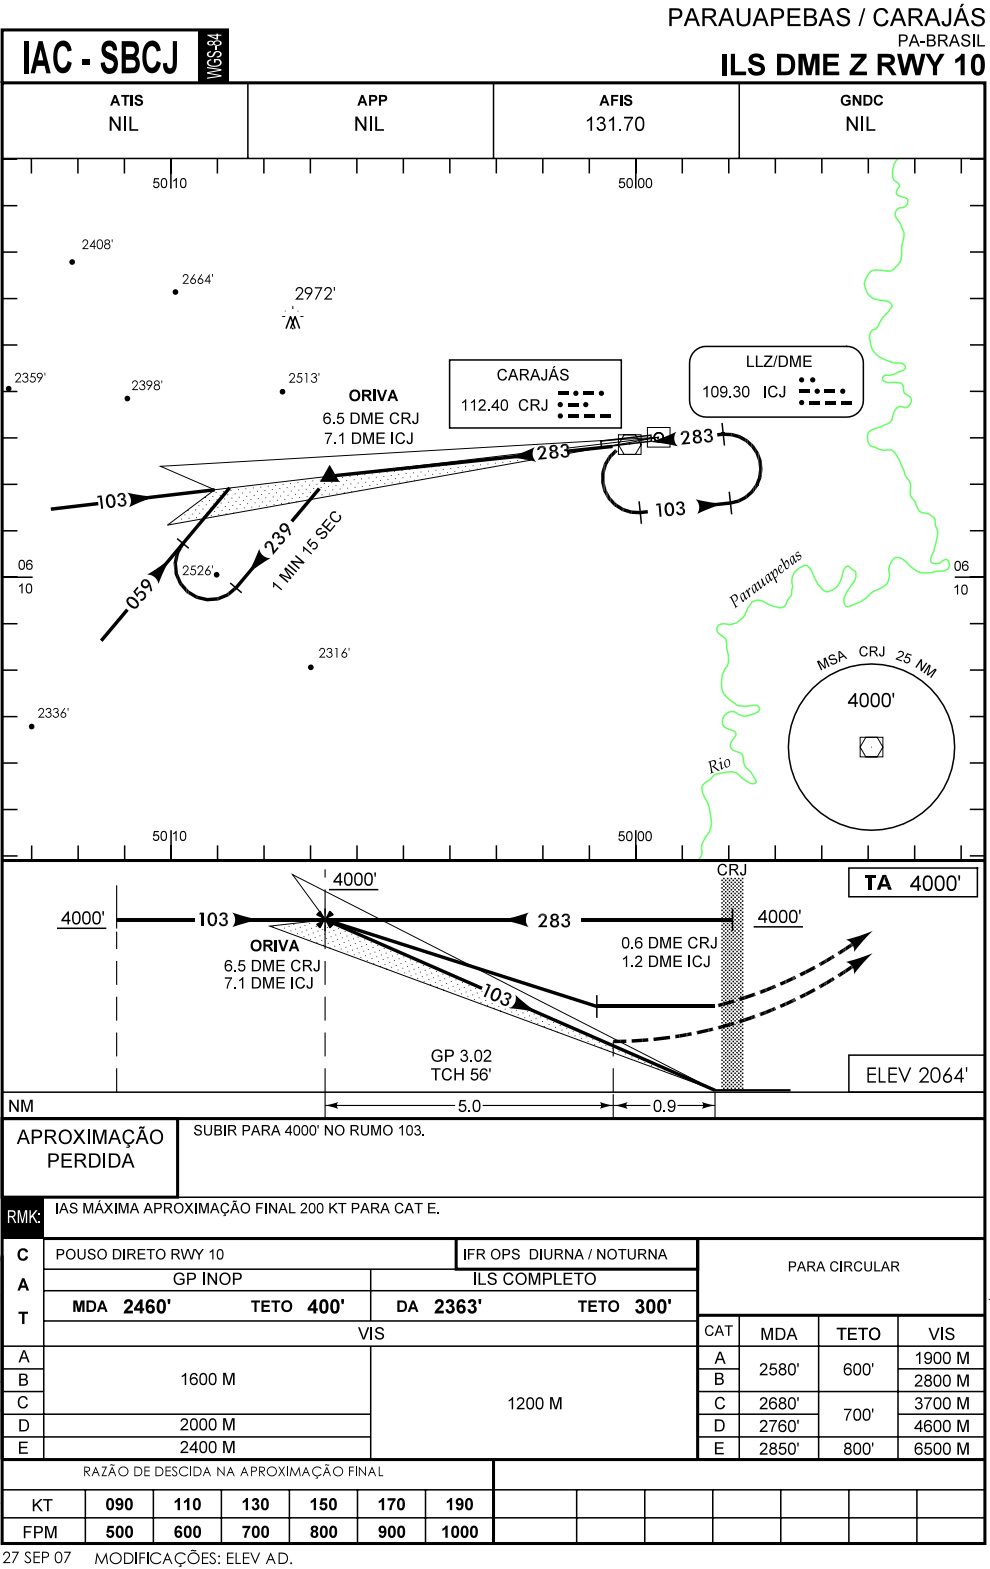 PARAUAPEBAS / CARAJÁS
PA-BRASIL
IAC - SBCJ
WGS-84
ILS DME Z RWY 10
ATIS
NIL
APP
NIL
AFIS
131.70
GNDC
NIL
50 10
50 00
2408'
2664'
2972'
2359'
2398'
2513'
ORIVA
6.5 DME CRJ
7.1 DME ICJ
CARAJÁS
112.40 CRJ
LLZ/DME
109.30 ICJ
283
283
103
103
239
1 MIN 15 SEC
059
2526'
06
10
06
10
Parauapebas
2316'
2336'
MSA CRJ 25 NM
4000'
Rio
50 10
50 00
CRJ
TA 4000'
4000'
4000'
103
283
4000'
ORIVA
6.5 DME CRJ
7.1 DME ICJ
0.6 DME CRJ
1.2 DME ICJ
103
GP 3.02
TCH 56'
ELEV 2064'
NM
5.0
0.9
APROXIMAÇÃO
PERDIDA
SUBIR PARA 4000' NO RUMO 103.
RMK:
IAS MÁXIMA APROXIMAÇÃO FINAL 200 KT PARA CAT E.
C
A
T
POUSO DIRETO RWY 10
IFR OPS DIURNA / NOTURNA
PARA CIRCULAR
GP INOP
ILS COMPLETO
MDA 2460' TETO 400'
DA 2363' TETO 300'
VIS
CAT MDA TETO VIS
A
B
C
D
E
1600 M
2000 M
2400 M
1200 M
A
B
C
D
E
2580'
2680'
2760'
2850'
600'
700'
800'
1900 M
2800 M
3700 M
4600 M
6500 M
RAZÃO DE DESCIDA NA APROXIMAÇÃO FINAL
KT 090 110 130 150 170 190
FPM 500 600 700 800 900 1000
27 SEP 07 MODIFICAÇÕES: ELEV AD.